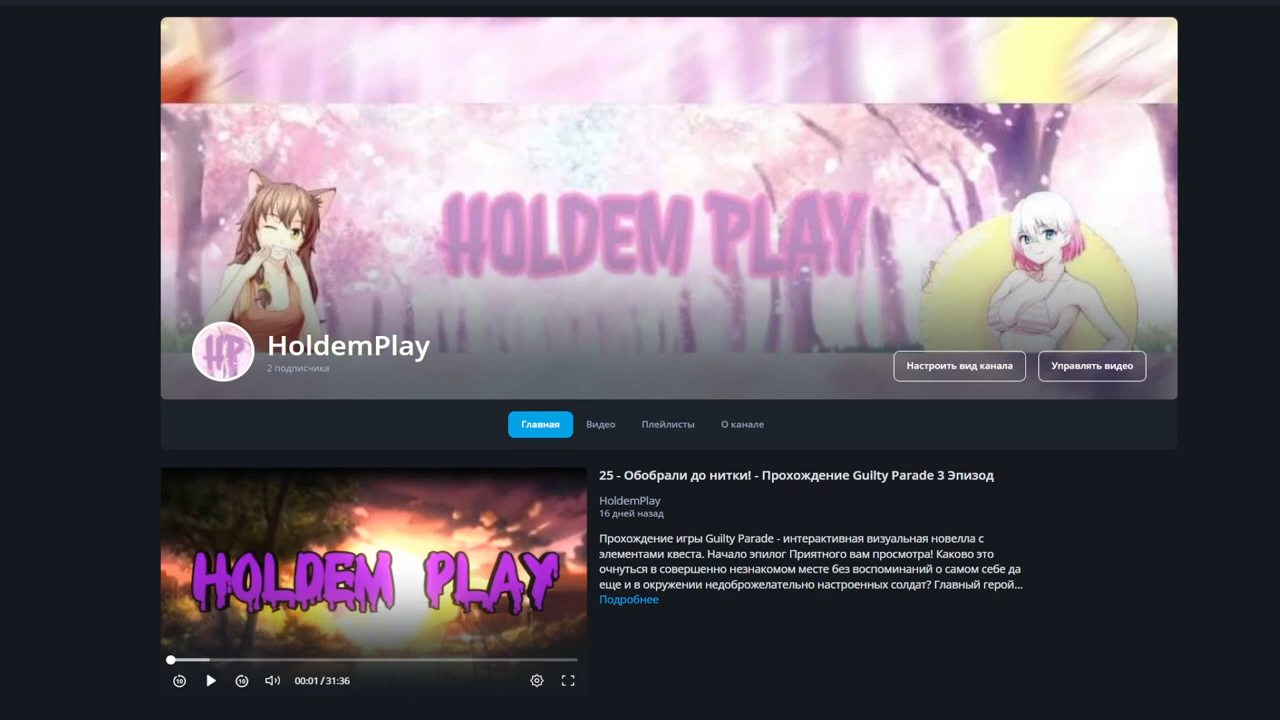 HOLDEM PLAY
HP
HoldemPlay
2 подписчика
Настроить вид канала
Управлять видео
Главная
Видео
Плейлисты
О канале
HOLDEM PLAY
10
10
00:01 / 31:36
25 - Обобрали до нитки! - Прохождение Guilty Parade 3 Эпизод
HoldemPlay
16 дней назад
Прохождение игры Guilty Parade - интерактивная визуальная новелла с
элементами квеста. Начало эпилог Приятного вам просмотра! Каково это
очнуться в совершенно незнакомом месте без воспоминаний о самом себе да
еще и в окружении недоброжелательно настроенных солдат? Главный герой...
Подробнее